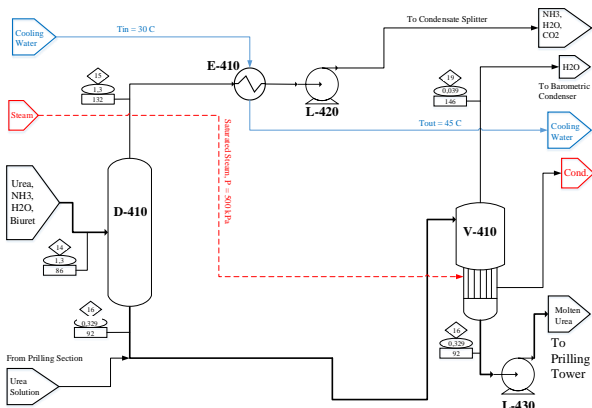 Cooling
Water
Tin = 30 C
To Condensate Splitter
NH3,
H2O,
CO2
E-410
15
1,3
132
L-420
19
0,039
146
H2O
To Barometric
Condenser
Steam
Saturated Steam, P = 500 kPa
Tout = 45 C
Cooling
Water
Cond.
Urea,
NH3,
H2O,
Biuret
D-410
V-410
14
1,3
86
16
0,329
92
16
0,329
92
Molten
Urea
From Prilling Section
To
Prilling
Tower
Urea
Solution
L-430